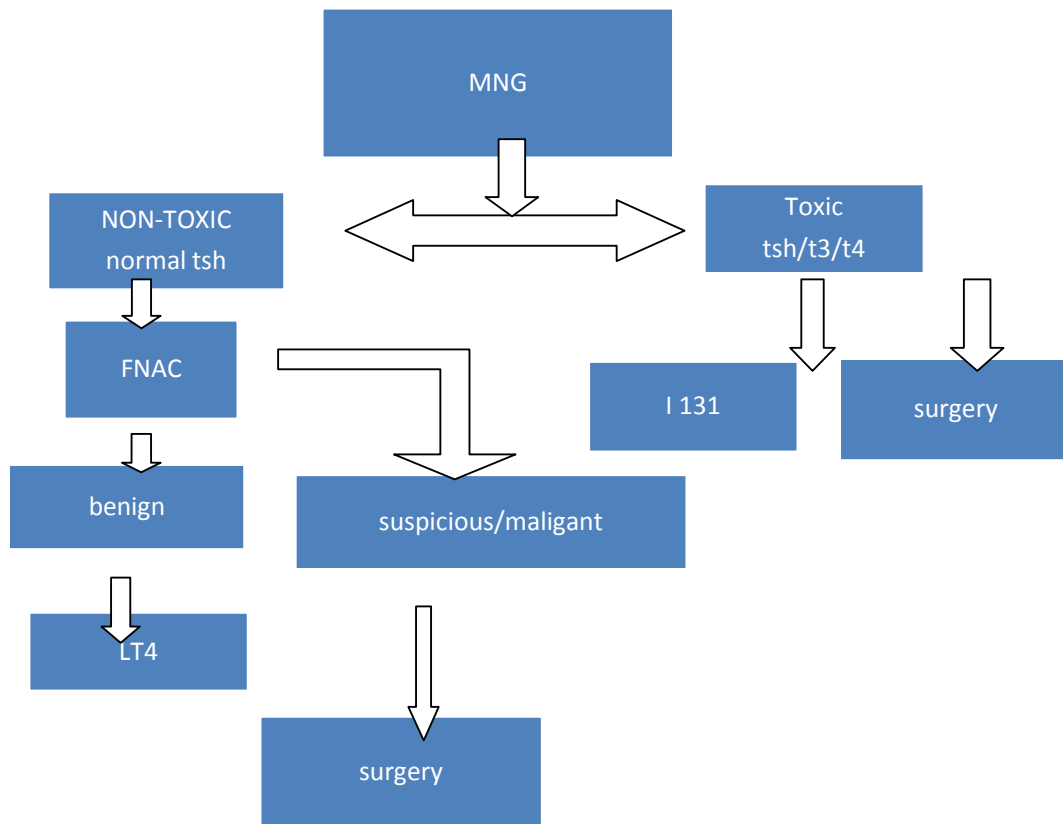 MNG
NON-TOXIC
normal tsh
Toxic
tsh/t3/t4
FNAC
I 131
surgery
benign
suspicious/maligant
LT4
surgery